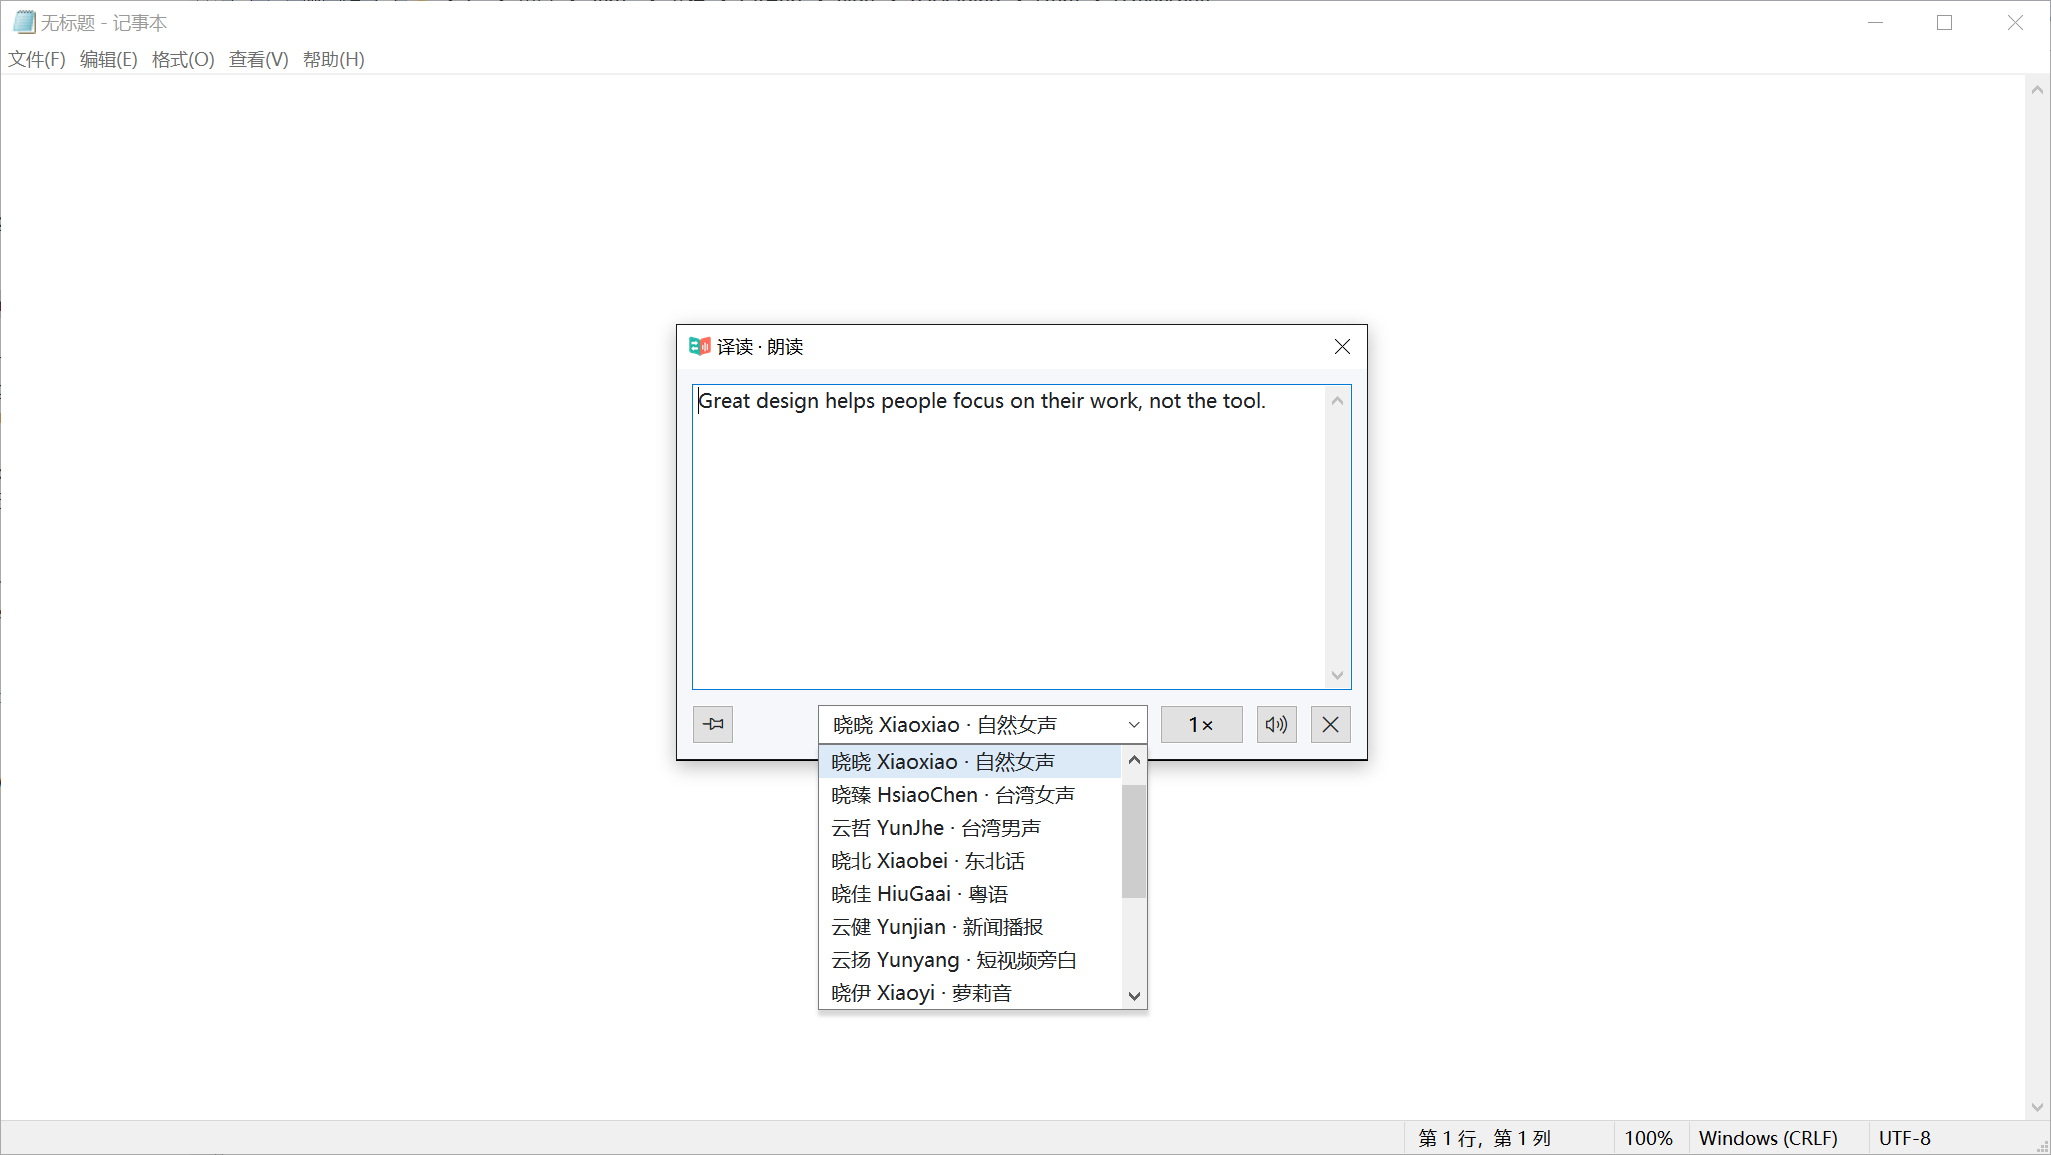 无标题 - 记事本
文件(F) 编辑(E) 格式(O) 查看(V) 帮助(H)
译读 · 朗读
Great design helps people focus on their work, not the tool.
晓晓 Xiaoxiao · 自然女声
1×
晓晓 Xiaoxiao · 自然女声
晓臻 HsiaoChen · 台湾女声
云哲 YunJhe · 台湾男声
晓北 Xiaobei · 东北话
晓佳 HiuGaai · 粤语
云健 Yunjian · 新闻播报
云扬 Yunyang · 短视频旁白
晓伊 Xiaoyi · 萝莉音
第 1 行，第 1 列 100% Windows (CRLF) UTF-8